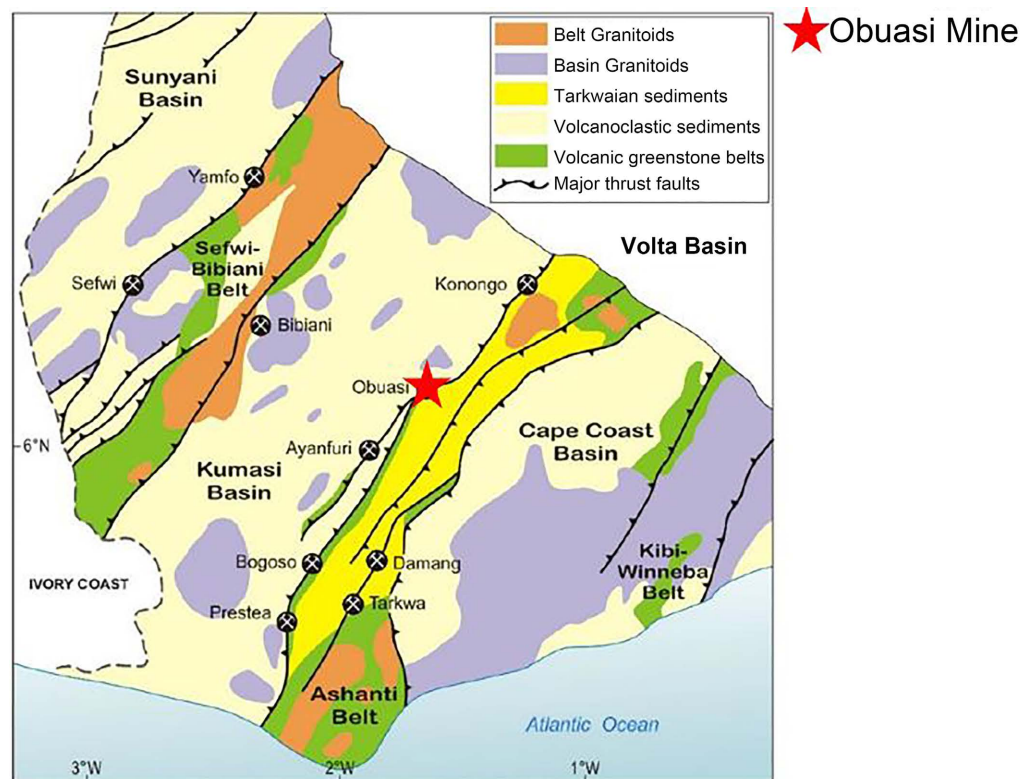 Obuasi Mine
Belt Granitoids
Basin Granitoids
Tarkwaian sediments
Volcanoclastic sediments
Volcanic greenstone belts
Major thrust faults
Sunyani
Basin
Yamfo
Volta Basin
Sefwi-
Bibiani
Belt
Sefwi
Konongo
Bibiani
Obuasi
6°N
Ayanfuri
Cape Coast
Basin
Kumasi
Basin
Bogoso
Damang
Kibi-
Winneba
Belt
IVORY COAST
Prestea
Tarkwa
Ashanti
Belt
Atlantic Ocean
3°W
2°W
1°W